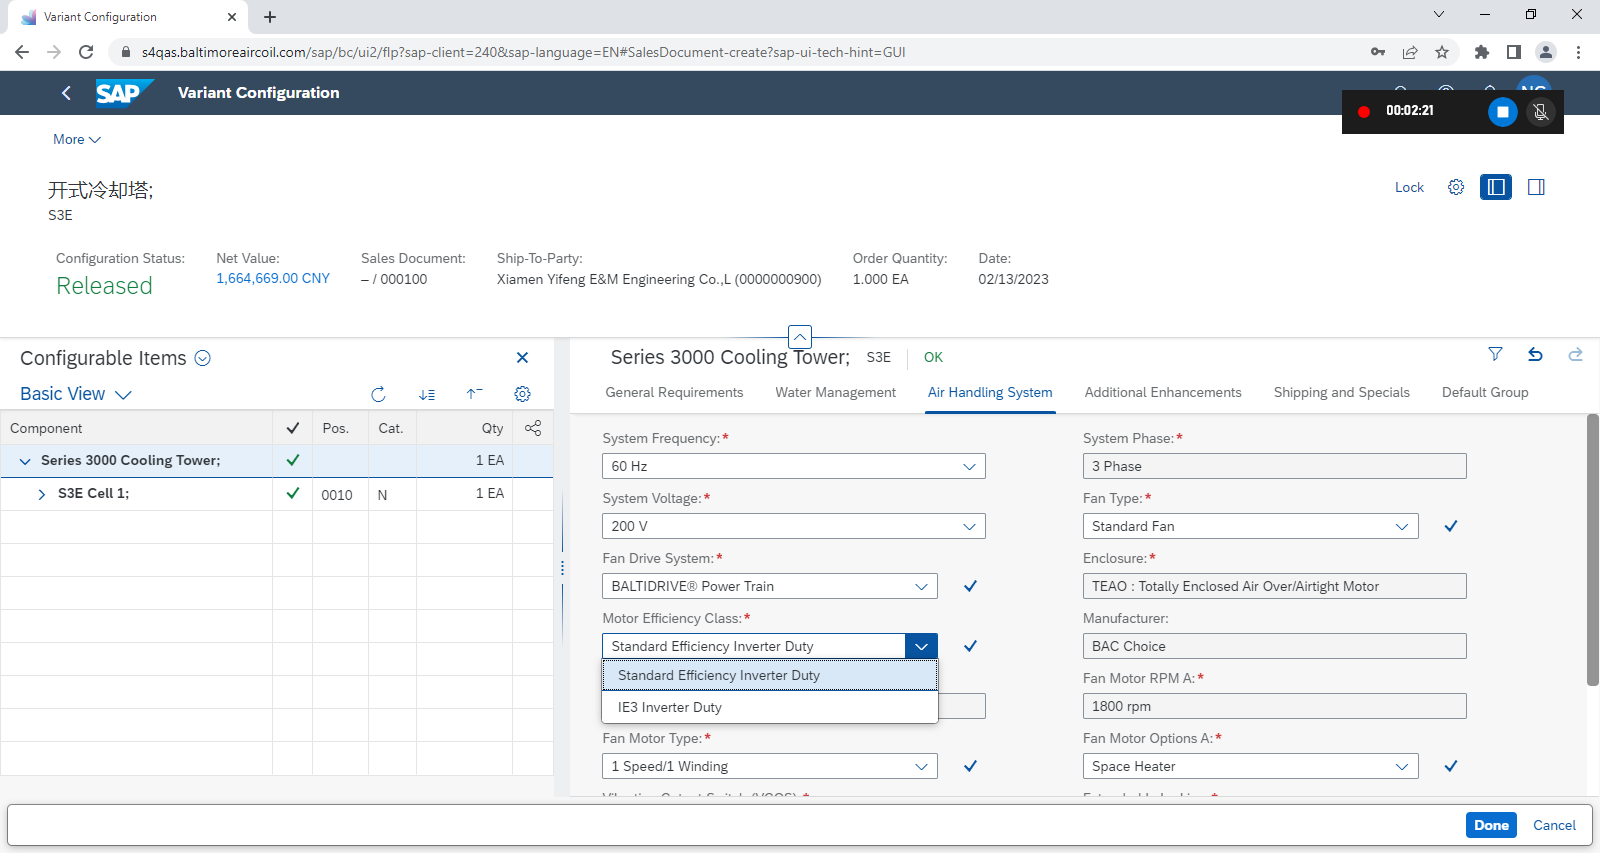 Variant Configuration
s4qas.baltimoreaircoil.com/sap/bc/ui2/flp?sap-client=240&sap-language=EN#SalesDocument-create?sap-ui-tech-hint=GUI
SAP Variant Configuration
00:02:21
More
开式冷却塔;
S3E
Lock
Configuration Status: Net Value: Sales Document: Ship-To-Party: Order Quantity: Date:
Released 1,664,669.00 CNY – / 000100 Xiamen Yifeng E&M Engineering Co.,L (0000000900) 1.000 EA 02/13/2023
Configurable Items
Basic View
Component Pos. Cat. Qty
Series 3000 Cooling Tower; 1 EA
S3E Cell 1; 0010 N 1 EA
Series 3000 Cooling Tower; S3E OK
General Requirements Water Management Air Handling System Additional Enhancements Shipping and Specials Default Group
System Frequency:* System Phase:*
60 Hz 3 Phase
System Voltage:* Fan Type:*
200 V Standard Fan
Fan Drive System:* Enclosure:*
BALTIDRIVE® Power Train TEAO : Totally Enclosed Air Over/Airtight Motor
Motor Efficiency Class:* Manufacturer:
Standard Efficiency Inverter Duty BAC Choice
Standard Efficiency Inverter Duty Fan Motor RPM A:*
IE3 Inverter Duty 1800 rpm
Fan Motor Type:* Fan Motor Options A:*
1 Speed/1 Winding Space Heater
Done Cancel